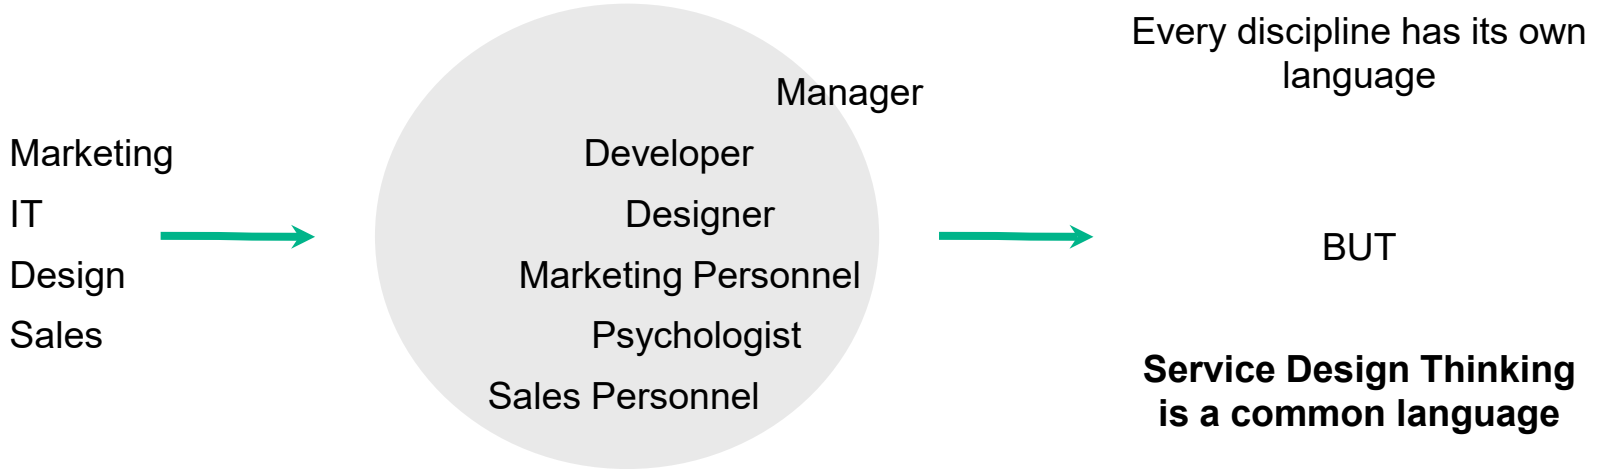 Marketing
IT
Design
Sales
Manager
Developer
Designer
Marketing Personnel
Psychologist
Sales Personnel
Every discipline has its own
language
BUT
Service Design Thinking
is a common language